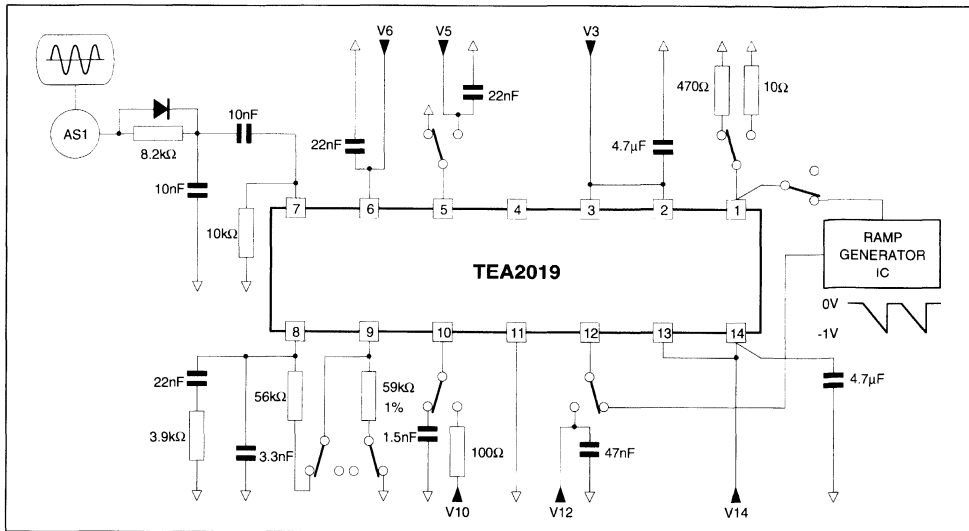 V6
V5
V3
AS1
8.2kΩ
10nF
10nF
10kΩ
22nF
22nF
4.7µF
470Ω
10Ω
7
6
5
4
3
2
1
TEA2019
RAMP
GENERATOR
IC
0V
-1V
8
9
10
11
12
13
14
22nF
3.9kΩ
56kΩ
3.3nF
59kΩ
1%
1.5nF
100Ω
47nF
4.7µF
V10
V12
V14